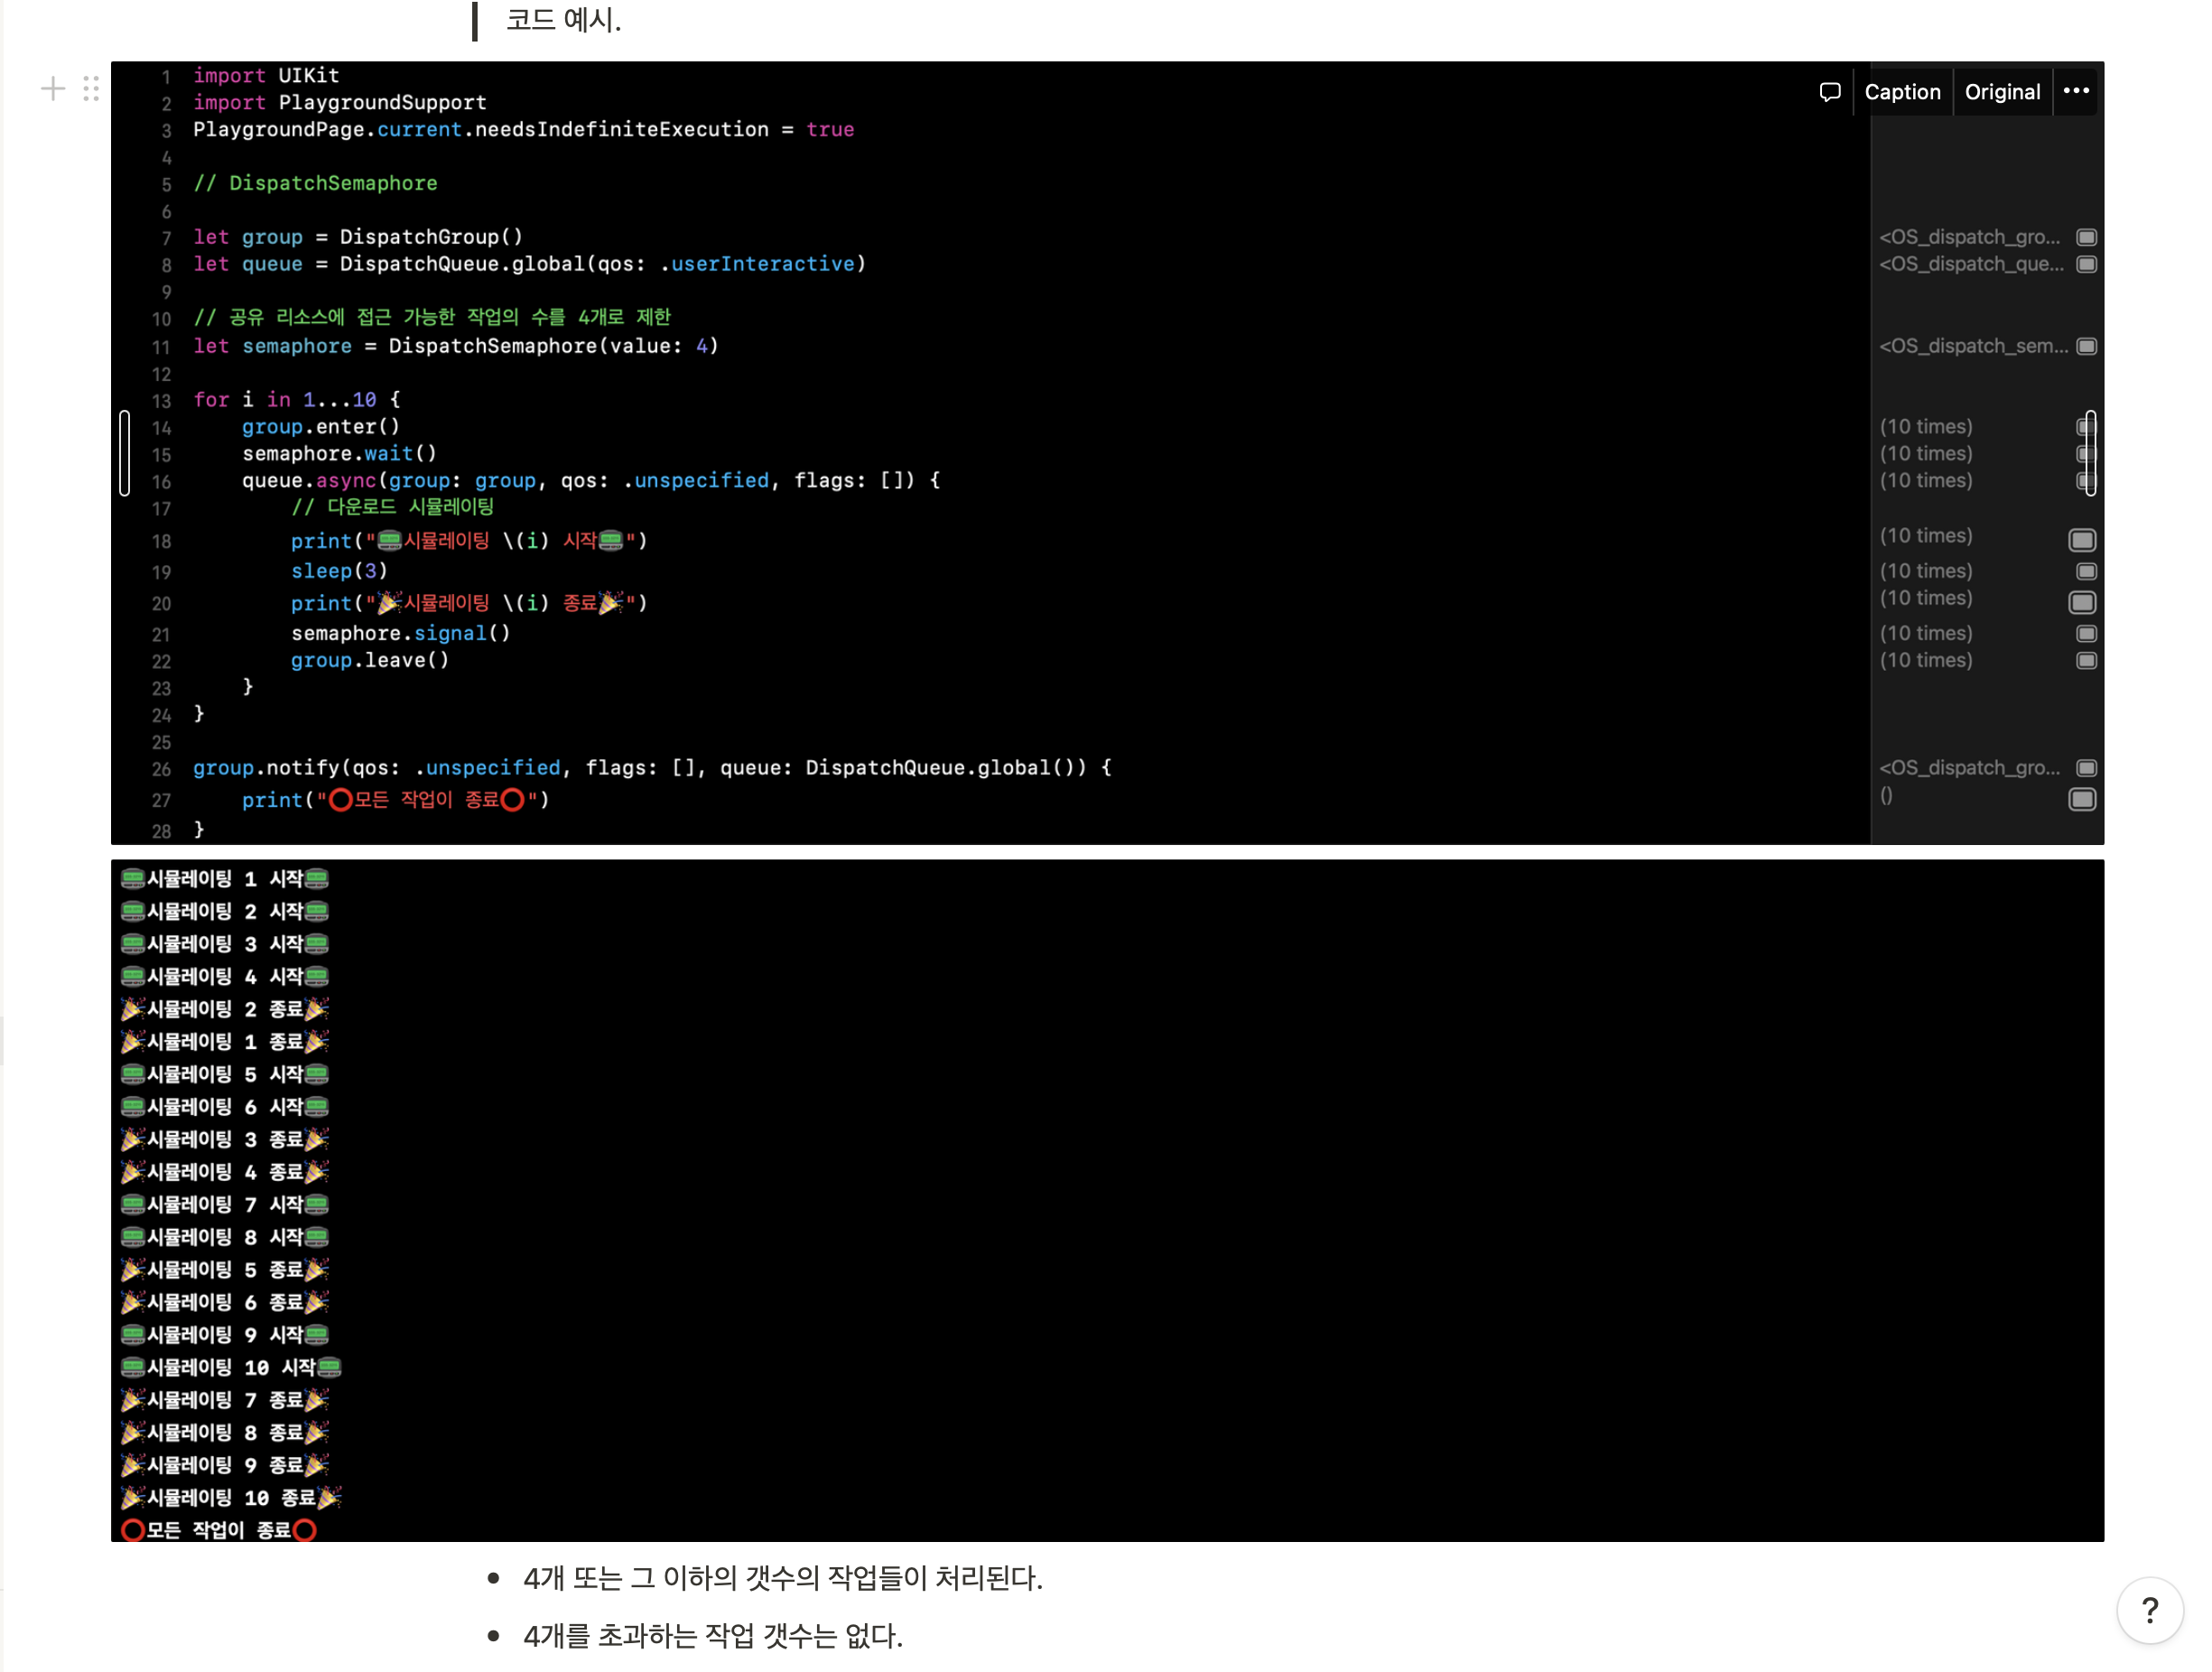 코드 예시.
Caption Original •••
1 import UIKit
2 import PlaygroundSupport
3 PlaygroundPage.current.needsIndefiniteExecution = true
4
5 // DispatchSemaphore
6
7 let group = DispatchGroup() <OS_dispatch_gro...
8 let queue = DispatchQueue.global(qos: .userInteractive) <OS_dispatch_que...
9
10 // 공유 리소스에 접근 가능한 작업의 수를 4개로 제한
11 let semaphore = DispatchSemaphore(value: 4) <OS_dispatch_sem...
12
13 for i in 1...10 {
14 group.enter() (10 times)
15 semaphore.wait() (10 times)
16 queue.async(group: group, qos: .unspecified, flags: []) { (10 times)
17 // 다운로드 시뮬레이팅
18 print("📟시뮬레이팅 \(i) 시작📟") (10 times)
19 sleep(3) (10 times)
20 print("🎉시뮬레이팅 \(i) 종료🎉") (10 times)
21 semaphore.signal() (10 times)
22 group.leave() (10 times)
23 }
24 }
25
26 group.notify(qos: .unspecified, flags: [], queue: DispatchQueue.global()) { <OS_dispatch_gro...
27 print("⭕모든 작업이 종료⭕") ()
28 }
📟시뮬레이팅 1 시작📟
📟시뮬레이팅 2 시작📟
📟시뮬레이팅 3 시작📟
📟시뮬레이팅 4 시작📟
🎉시뮬레이팅 2 종료🎉
🎉시뮬레이팅 1 종료🎉
📟시뮬레이팅 5 시작📟
📟시뮬레이팅 6 시작📟
🎉시뮬레이팅 3 종료🎉
🎉시뮬레이팅 4 종료🎉
📟시뮬레이팅 7 시작📟
📟시뮬레이팅 8 시작📟
🎉시뮬레이팅 5 종료🎉
🎉시뮬레이팅 6 종료🎉
📟시뮬레이팅 9 시작📟
📟시뮬레이팅 10 시작📟
🎉시뮬레이팅 7 종료🎉
🎉시뮬레이팅 8 종료🎉
🎉시뮬레이팅 9 종료🎉
🎉시뮬레이팅 10 종료🎉
⭕모든 작업이 종료⭕
• 4개 또는 그 이하의 갯수의 작업들이 처리된다.
• 4개를 초과하는 작업 갯수는 없다.
?